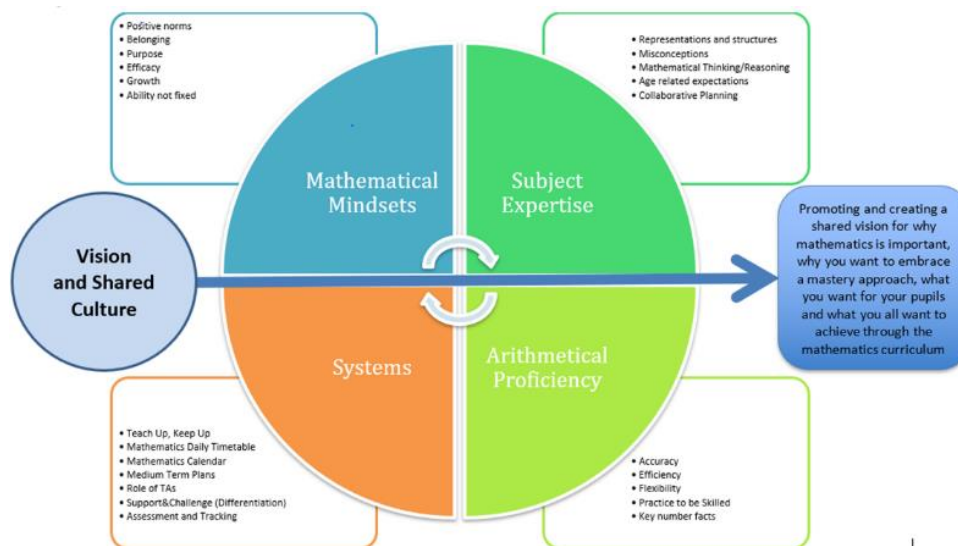 • Positive norms
• Belonging
• Purpose
• Efficacy
• Growth
• Ability not fixed
• Representations and structures
• Misconceptions
• Mathematical Thinking/Reasoning
• Age related expectations
• Collaborative Planning
Mathematical
Mindsets
Subject
Expertise
Vision
and Shared
Culture
Promoting and creating a
shared vision for why
mathematics is important,
why you want to embrace
a mastery approach, what
you want for your pupils
and what you all want to
achieve through the
mathematics curriculum
Systems
Arithmetical
Proficiency
• Teach Up, Keep Up
• Mathematics Daily Timetable
• Mathematics Calendar
• Medium Term Plans
• Role of TAs
• Support&Challenge (Differentiation)
• Assessment and Tracking
• Accuracy
• Efficiency
• Flexibility
• Practice to be Skilled
• Key number facts